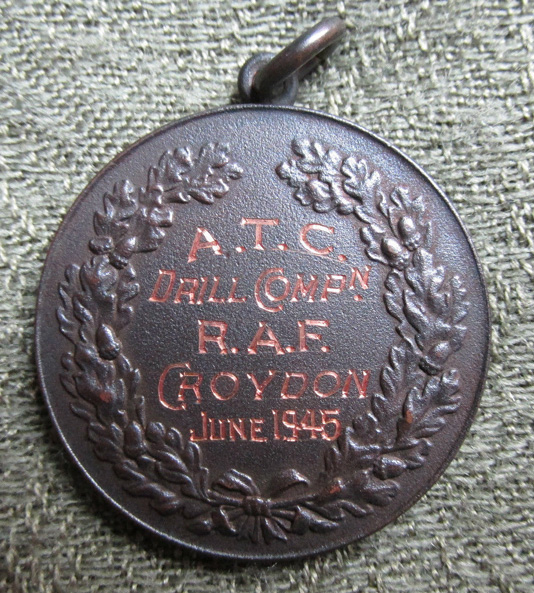 A.T.C.
DRILL COMPN
R.A.F.
CROYDON
JUNE 1945